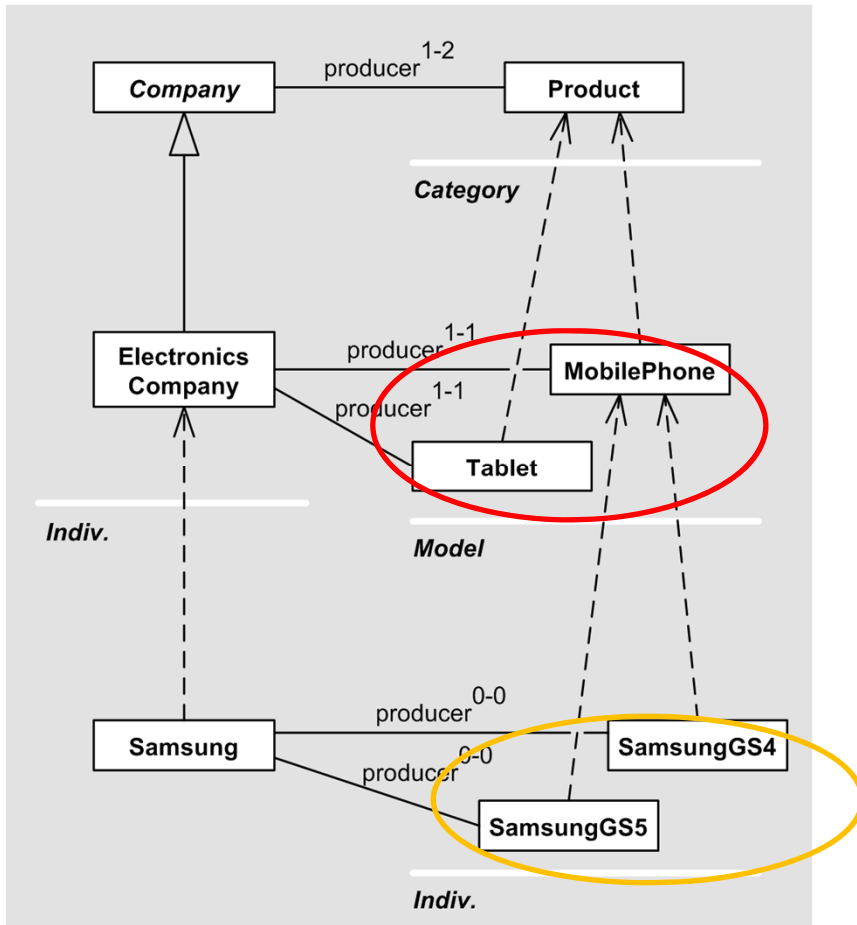 Company
producer 1-2
Product
Category
Electronics
Company
producer 1-1
MobilePhone
producer 1-1
Tablet
Indiv.
Model
Samsung
producer 0-0
SamsungGS4
producer 0-0
SamsungGS5
Indiv.